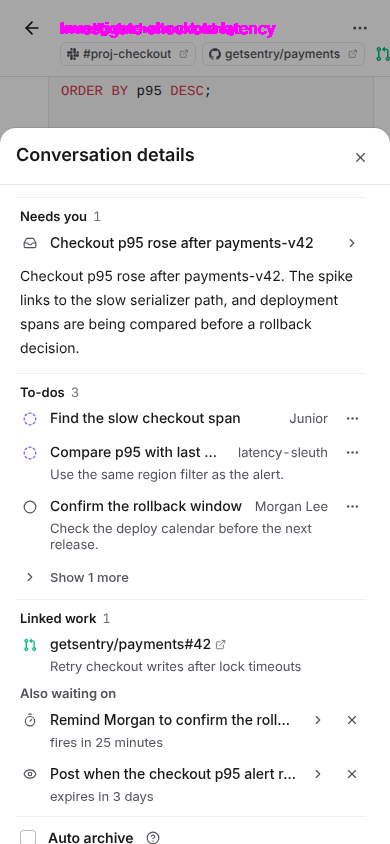 #proj-checkout
getsentry/payments
ORDER BY p95 DESC;
Conversation details
Needs you 1
Checkout p95 rose after payments-v42
Checkout p95 rose after payments-v42. The spike
links to the slow serializer path, and deployment
spans are being compared before a rollback
decision.
To-dos 3
Find the slow checkout span Junior
Compare p95 with last ... latency-sleuth
Use the same region filter as the alert.
Confirm the rollback window Morgan Lee
Check the deploy calendar before the next
release.
Show 1 more
Linked work 1
getsentry/payments#42
Retry checkout writes after lock timeouts
Also waiting on
Remind Morgan to confirm the roll...
fires in 25 minutes
Post when the checkout p95 alert r...
expires in 3 days
Auto archive